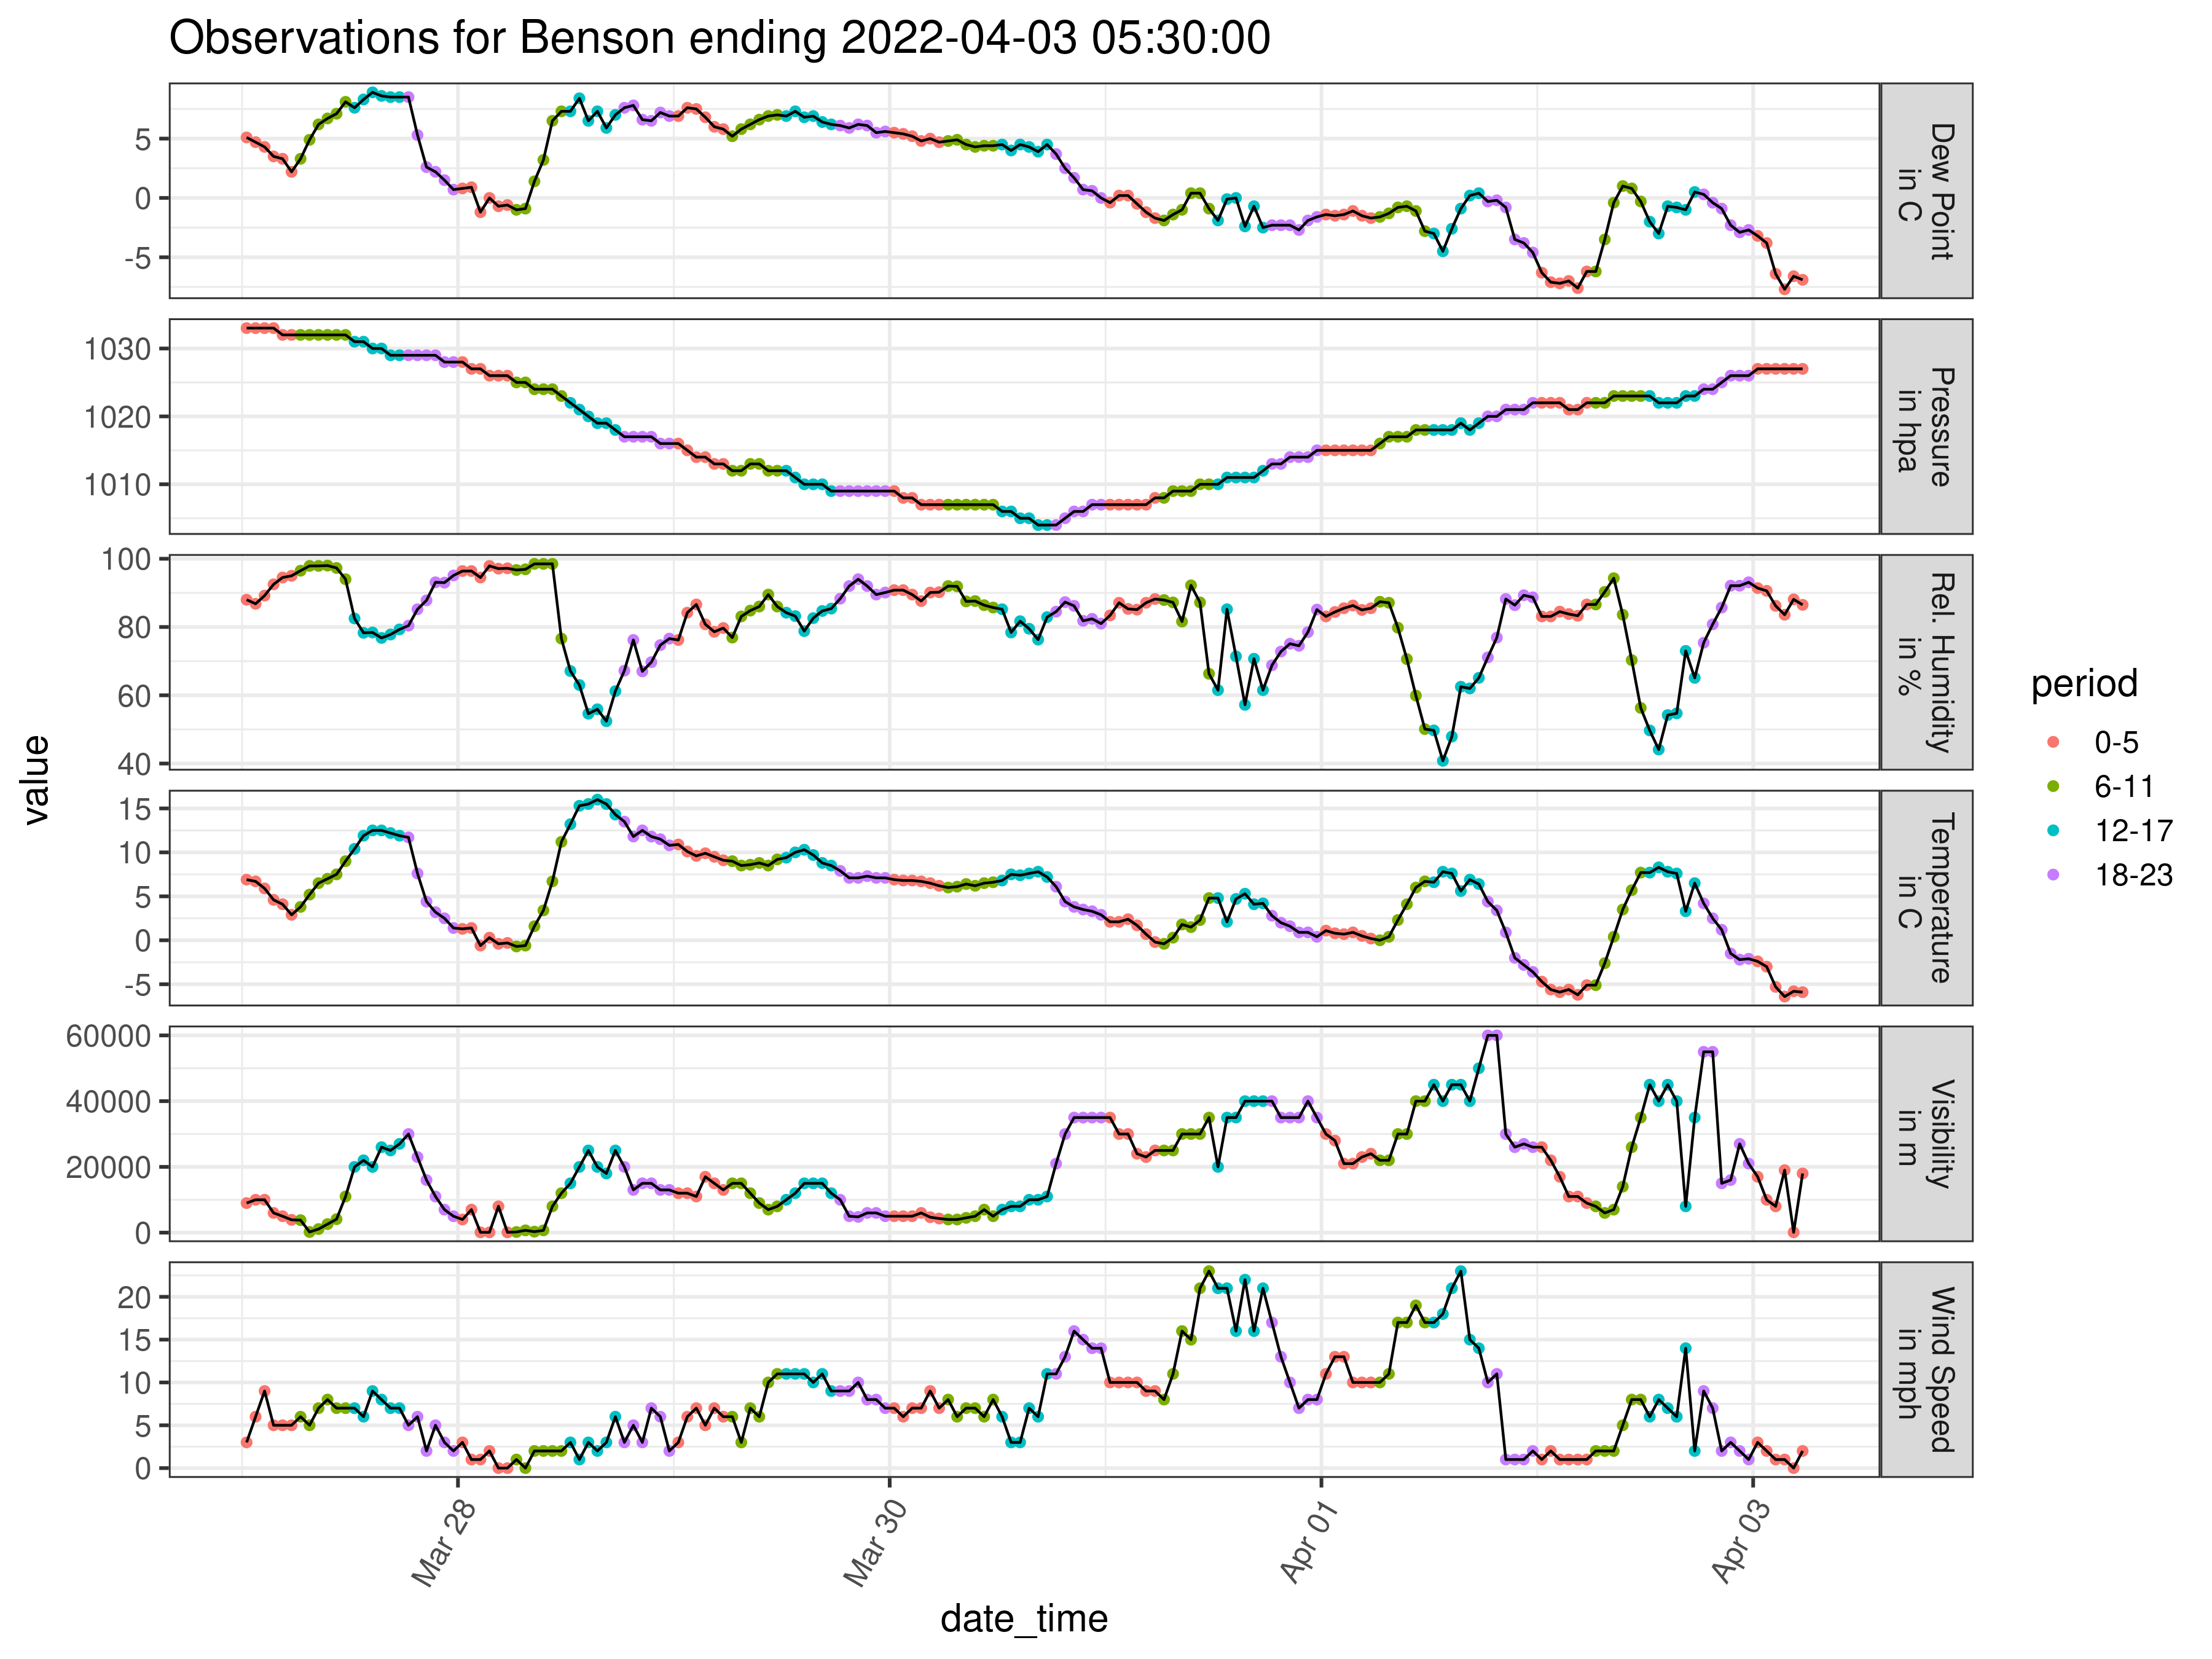 Observations for Benson ending 2022-04-03 05:30:00
value
5
0
-5
Dew Point
in C
1030
1020
1010
Pressure
in hpa
100
80
60
40
Rel. Humidity
in %
15
10
5
0
-5
Temperature
in C
60000
40000
20000
0
Visibility
in m
20
15
10
5
0
Wind Speed
in mph
Mar 28
Mar 30
Apr 01
Apr 03
date_time
period
0-5
6-11
12-17
18-23